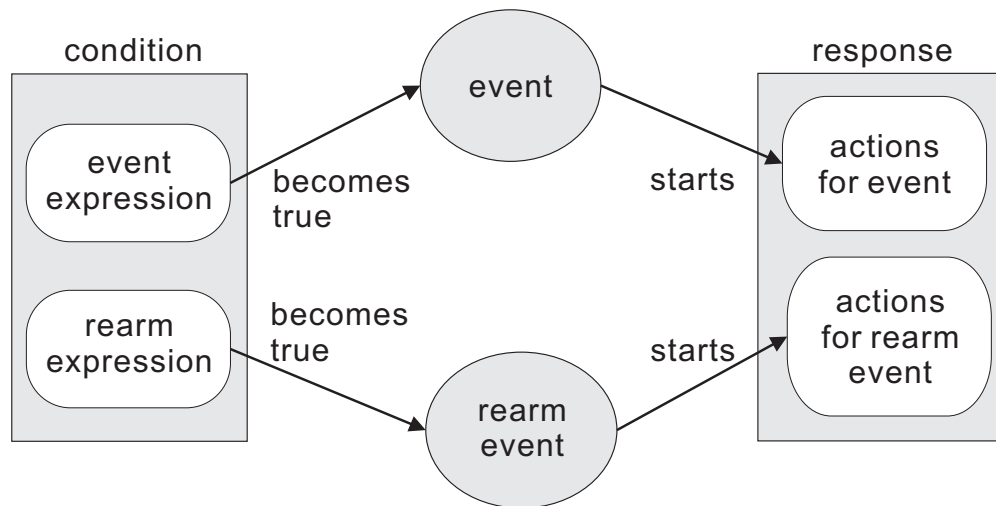 condition
event
expression
rearm
expression
becomes
true
becomes
true
event
rearm
event
starts
starts
response
actions
for event
actions
for rearm
event